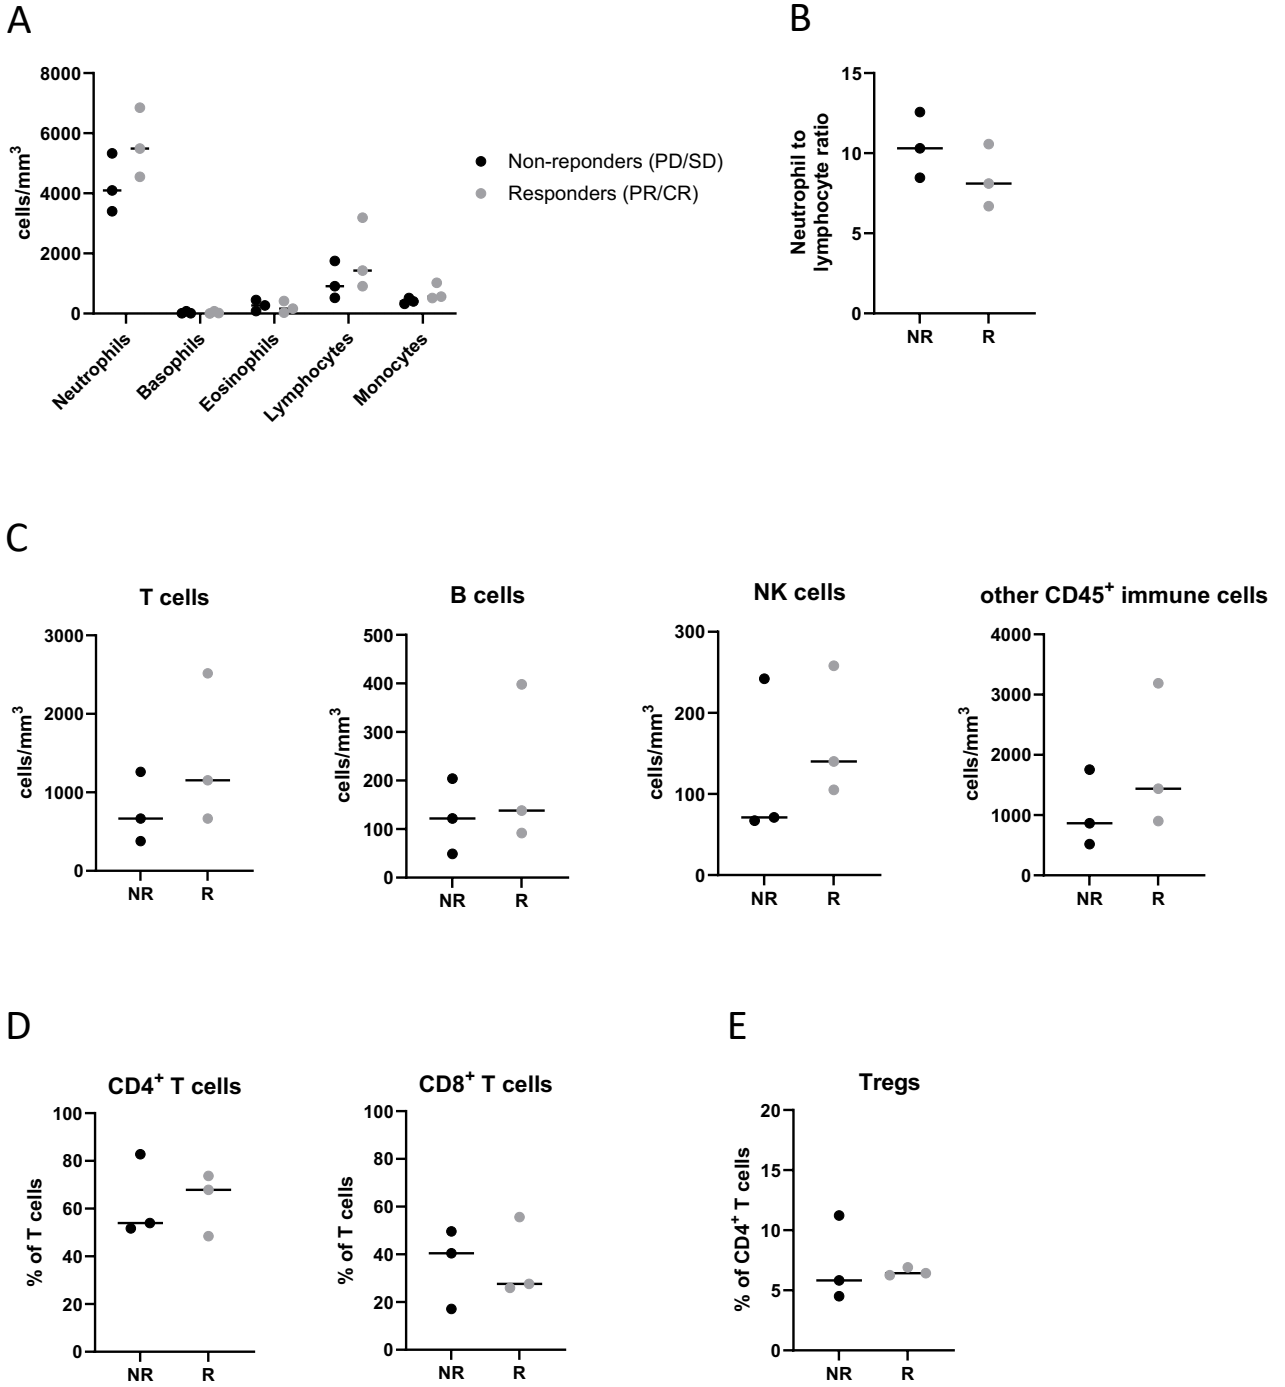 A
8000
6000
4000
2000
0
cells/mm³
Neutrophils
Basophils
Eosinophils
Lymphocytes
Monocytes
Non-reponders (PD/SD)
Responders (PR/CR)
B
15
10
5
0
Neutrophil to
lymphocyte ratio
NR
R
C
T cells
3000
2000
1000
0
cells/mm³
NR
R
B cells
500
400
300
200
100
0
cells/mm³
NR
R
NK cells
300
200
100
0
cells/mm³
NR
R
other CD45⁺ immune cells
4000
3000
2000
1000
0
cells/mm³
NR
R
D
CD4⁺ T cells
100
80
60
40
20
0
% of T cells
NR
R
CD8⁺ T cells
100
80
60
40
20
0
% of T cells
NR
R
E
Tregs
20
15
10
5
0
% of CD4⁺ T cells
NR
R